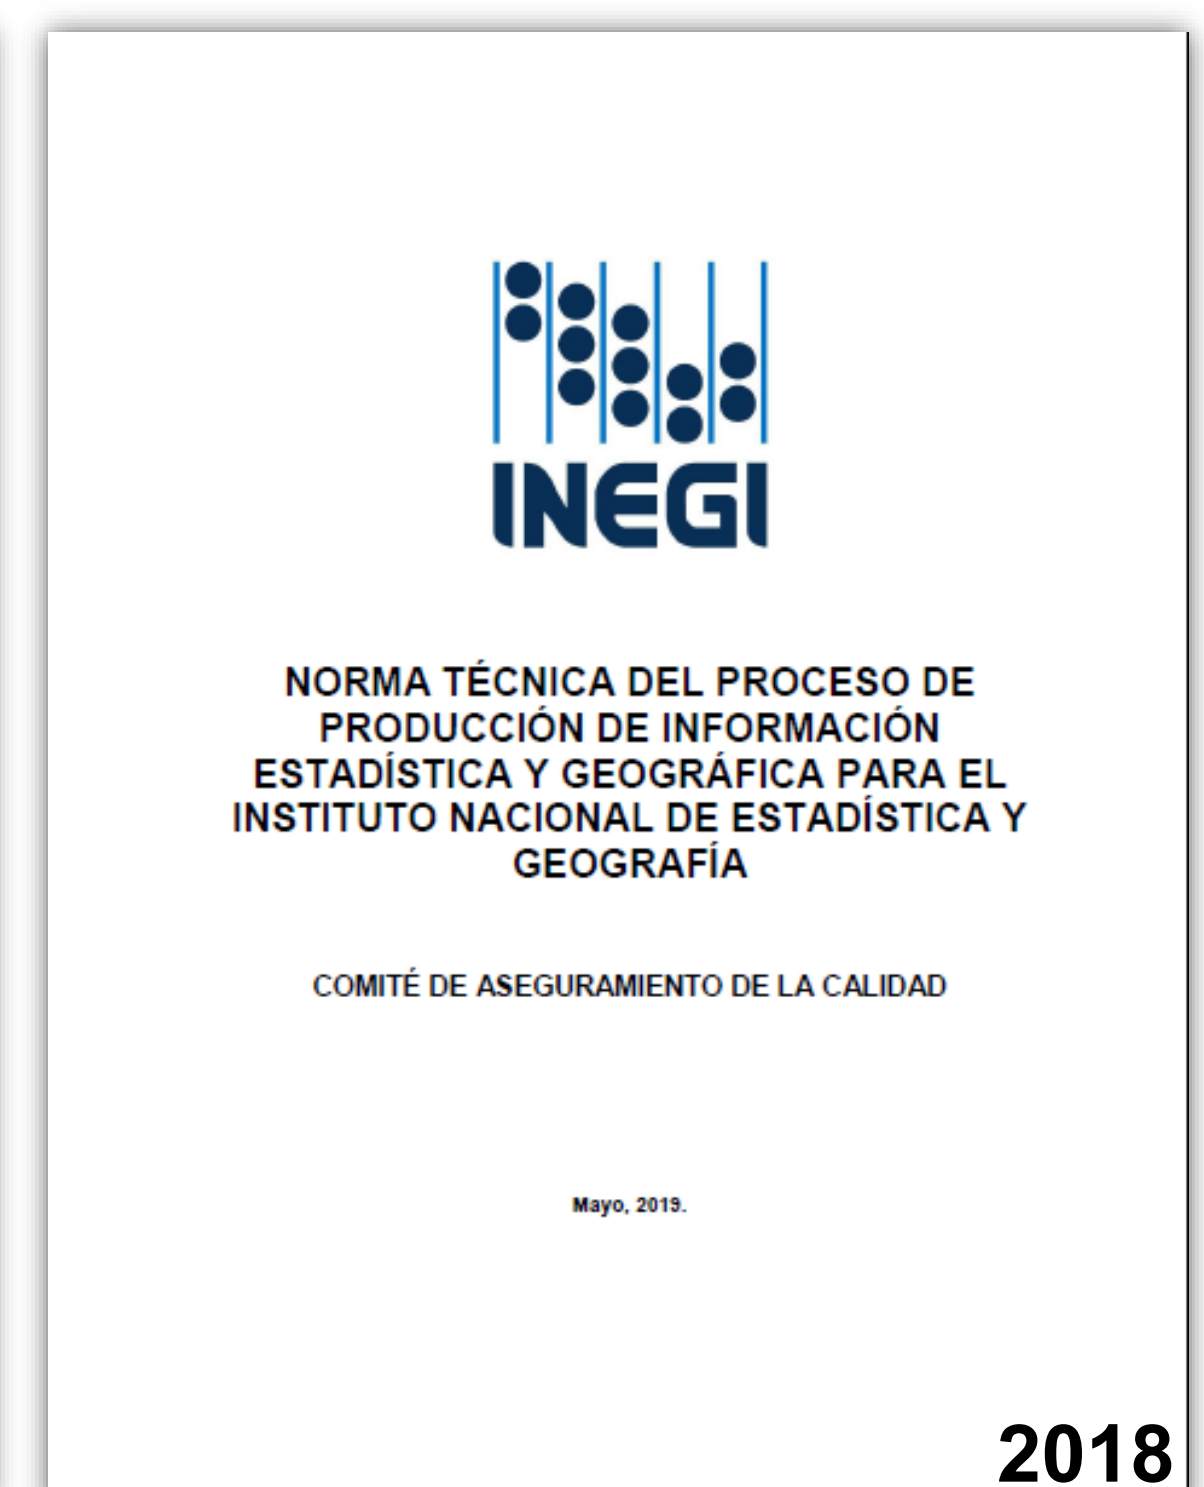 INEGI
NORMA TÉCNICA DEL PROCESO DE
PRODUCCIÓN DE INFORMACIÓN
ESTADÍSTICA Y GEOGRÁFICA PARA EL
INSTITUTO NACIONAL DE ESTADÍSTICA Y
GEOGRAFÍA
COMITÉ DE ASEGURAMIENTO DE LA CALIDAD
Mayo, 2019.
2018